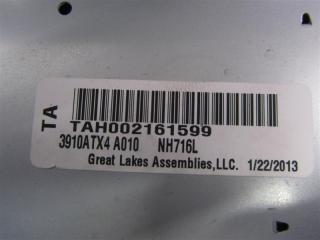 TA
TAH002161599
3910ATX4 A010 NH716L
Great Lakes Assemblies,LLC. 1/22/2013